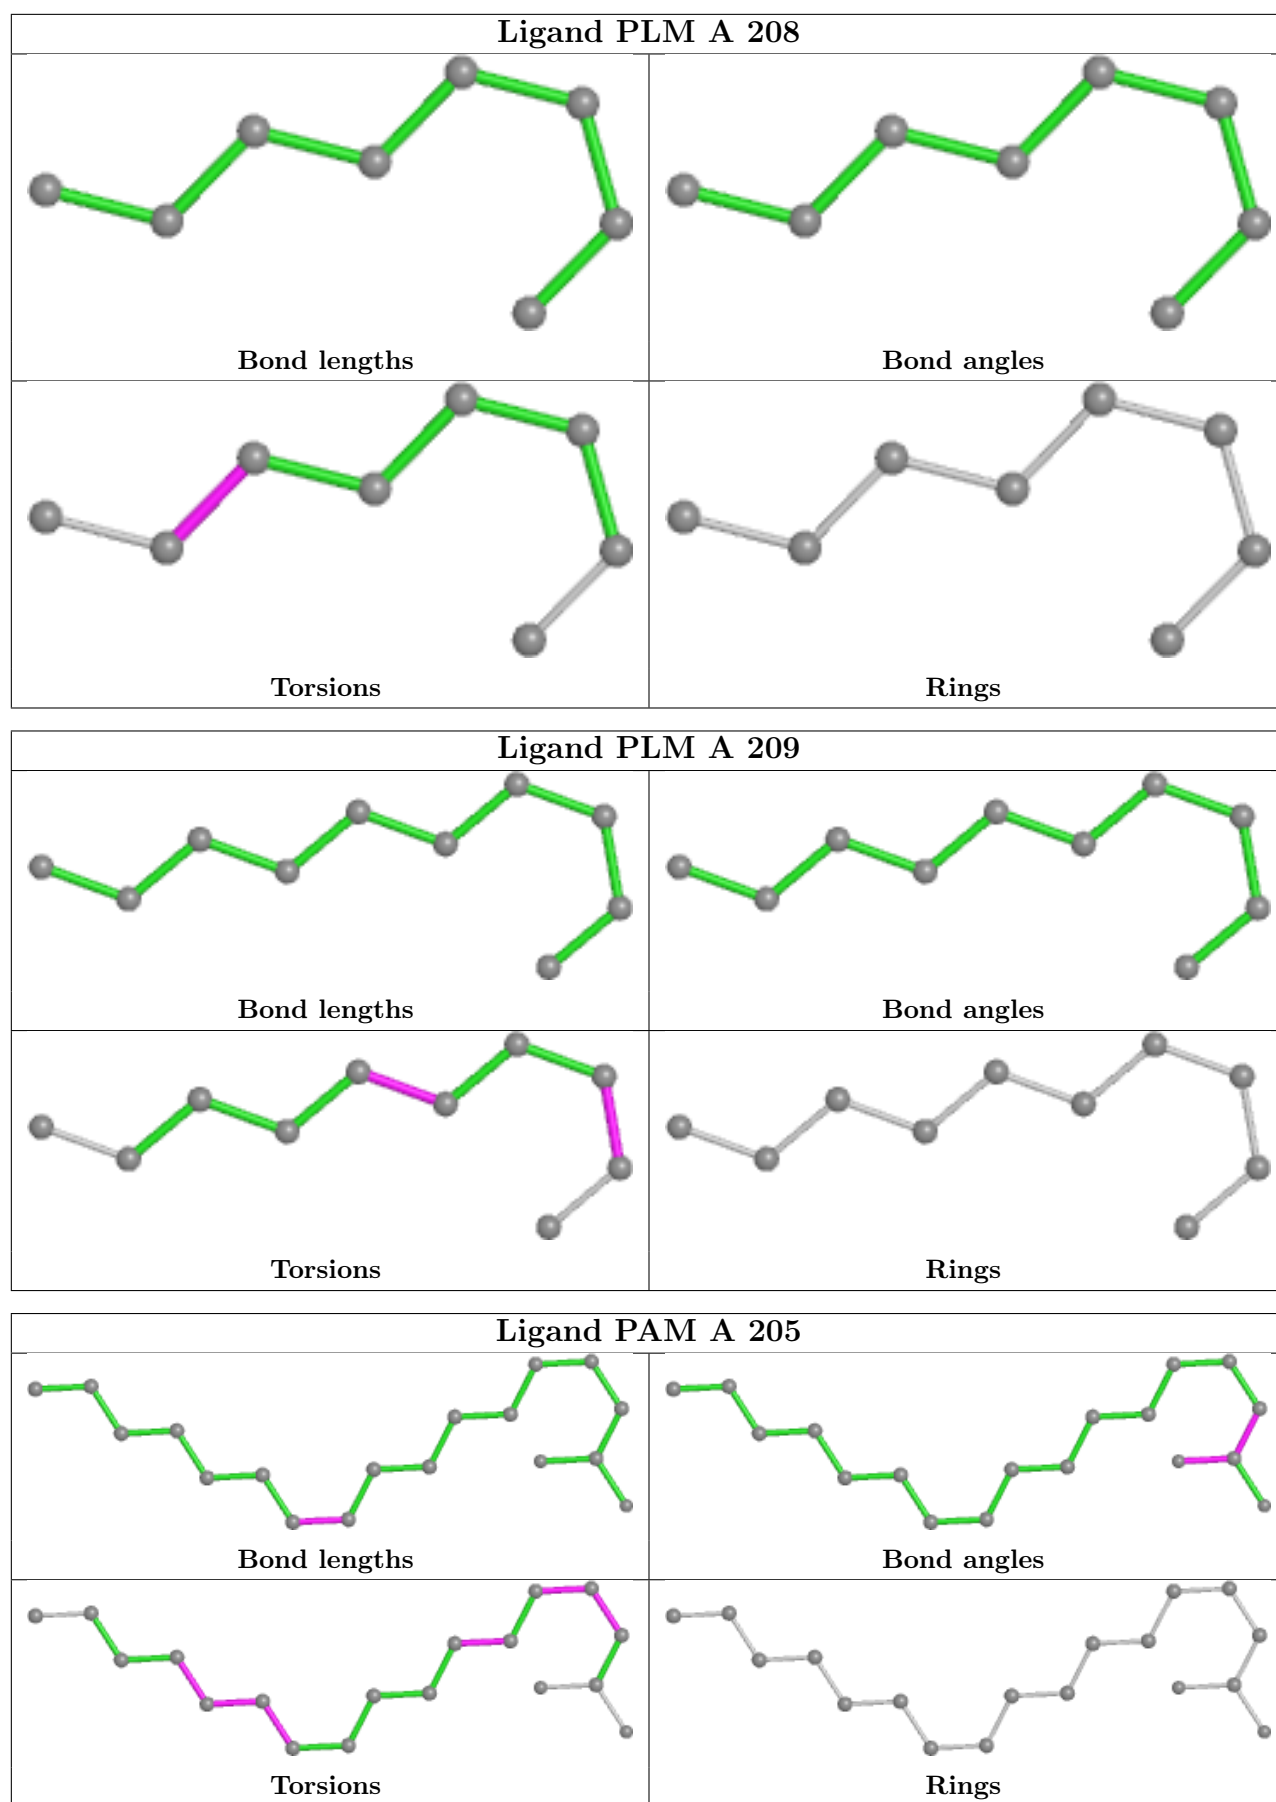 Ligand PLM A 208
Bond lengths
Bond angles
Torsions
Rings
Ligand PLM A 209
Bond lengths
Bond angles
Torsions
Rings
Ligand PAM A 205
Bond lengths
Bond angles
Torsions
Rings